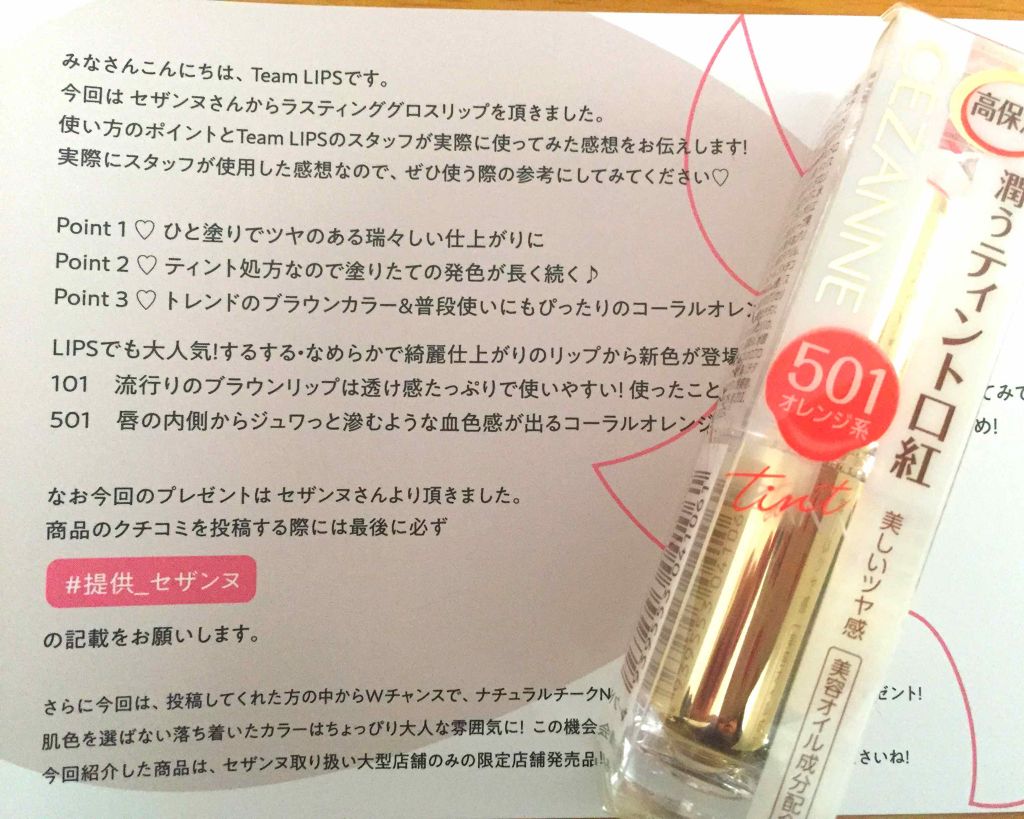 みなさんこんにちは、Team LIPSです。
今回は セザンヌさんからラスティンググロスリップを頂きました。
使い方のポイントとTeam LIPSのスタッフが実際に使ってみた感想をお伝えします!
実際にスタッフが使用した感想なので、ぜひ使う際の参考にしてみてください♡
Point 1 ♡ ひと塗りでツヤのある瑞々しい仕上がりに
Point 2 ♡ ティント処方なので塗りたての発色が長く続く♪
Point 3 ♡ トレンドのブラウンカラー&普段使いにもぴったりのコーラルオレン
LIPSでも大人気!するする・なめらかで綺麗仕上がりのリップから新色が登場
101 流行りのブラウンリップは透け感たっぷりで使いやすい! 使ったこと てみて
501 唇の内側からジュワっと滲むような血色感が出るコーラルオレンジ め!
なお今回のプレゼントは セザンヌさんより頂きました。
商品のクチコミを投稿する際には最後に必ず
#提供_セザンヌ
の記載をお願いします。
さらに今回は、投稿してくれた方の中からWチャンスで、ナチュラルチークN ゼント!
肌色を選ばない落ち着いたカラーはちょっぴり大人な雰囲気に! この機会
今回紹介した商品は、セザンヌ取り扱い大型店舗のみの限定店舗発売品! さいね!
CEZANNE
高保
潤うティント口紅
501
オレンジ系
tint
美しいツヤ感
美容オイル成分配合